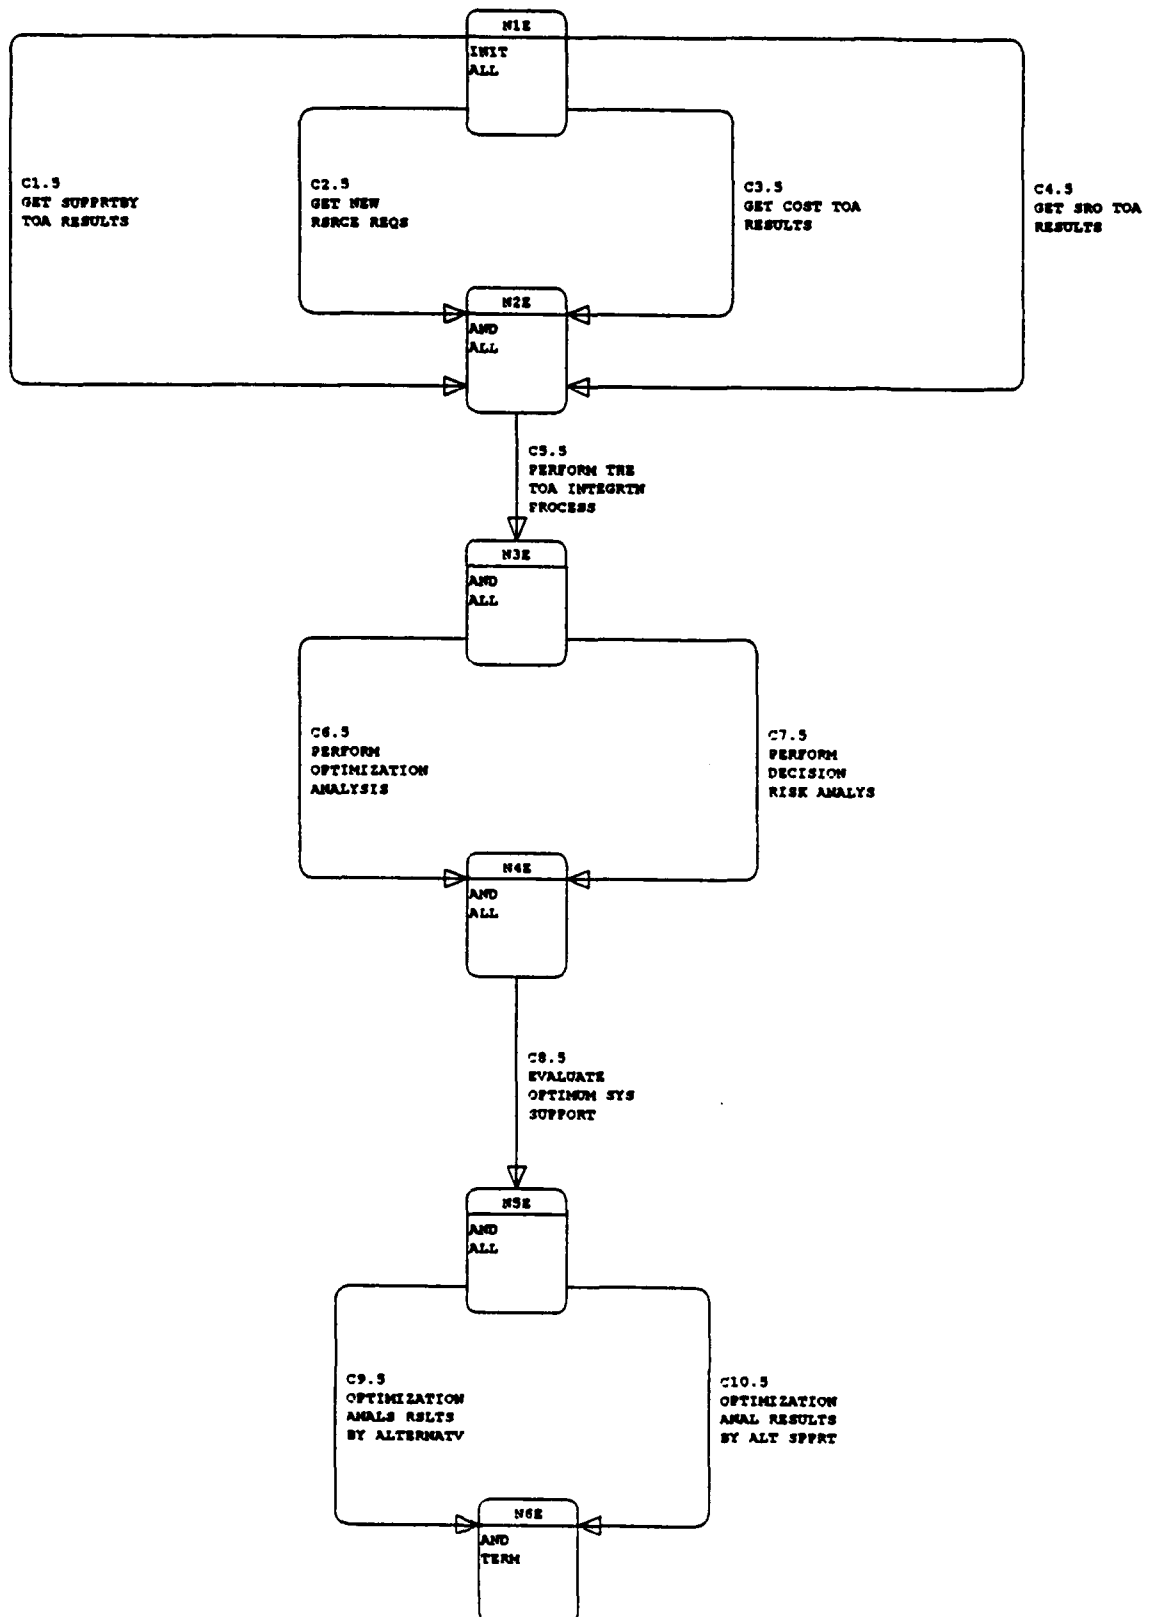 N1E
INIT
ALL
C1.5
GET SUPPRTBY
TOA RESULTS
C2.5
GET NEW
RSRCE REQS
C3.5
GET COST TOA
RESULTS
C4.5
GET SRO TOA
RESULTS
N2E
AND
ALL
C5.5
PERFORM THE
TOA INTEGRTN
PROCESS
N3E
AND
ALL
C6.5
PERFORM
OPTIMIZATION
ANALYSIS
C7.5
PERFORM
DECISION
RISK ANALYS
N4E
AND
ALL
C8.5
EVALUATE
OPTIMUM SYS
SUPPORT
N5E
AND
ALL
C9.5
OPTIMIZATION
ANALS RSLTS
BY ALTERNATV
C10.5
OPTIMIZATION
ANAL RESULTS
BY ALT SPPRT
N6E
AND
TERM